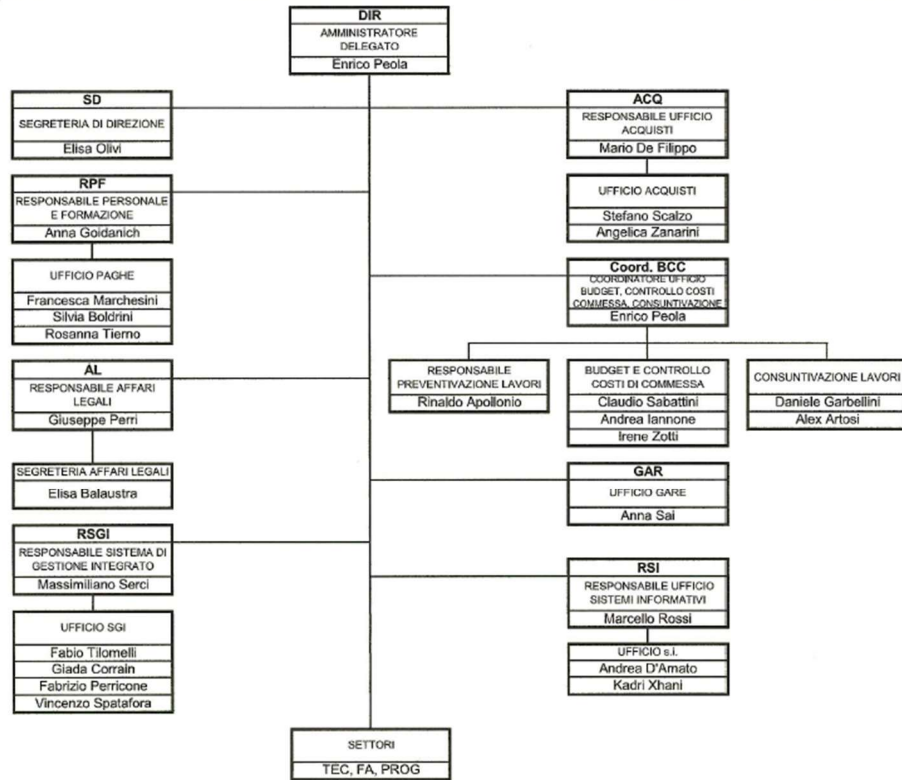 DIR
AMMINISTRATORE
DELEGATO
Enrico Peola
SD
SEGRETERIA DI DIREZIONE
Elisa Olivi
RPF
RESPONSABILE PERSONALE
E FORMAZIONE
Anna Goidanich
UFFICIO PAGHE
Francesca Marchesini
Silvia Boldrini
Rosanna Tierno
AL
RESPONSABILE AFFARI
LEGALI
Giuseppe Perri
SEGRETERIA AFFARI LEGALI
Elisa Balaustra
RSGI
RESPONSABILE SISTEMA DI
GESTIONE INTEGRATO
Massimiliano Serci
UFFICIO SGI
Fabio Tilomelli
Giada Corrain
Fabrizio Perricone
Vincenzo Spatafora
ACQ
RESPONSABILE UFFICIO
ACQUISTI
Mario De Filippo
UFFICIO ACQUISTI
Stefano Scalzo
Angelica Zanarini
Coord. BCC
COORDINATORE UFFICIO
BUDGET, CONTROLLO COSTI
COMMESSA, CONSUNTIVAZIONE
Enrico Peola
RESPONSABILE
PREVENTIVAZIONE LAVORI
Rinaldo Apollonio
BUDGET E CONTROLLO
COSTI DI COMMESSA
Claudio Sabattini
Andrea Iannone
Irene Zotti
CONSUNTIVAZIONE LAVORI
Daniele Garbellini
Alex Artosi
GAR
UFFICIO GARE
Anna Sai
RSI
RESPONSABILE UFFICIO
SISTEMI INFORMATIVI
Marcello Rossi
UFFICIO s.i.
Andrea D'Amato
Kadri Xhani
SETTORI
TEC, FA, PROG